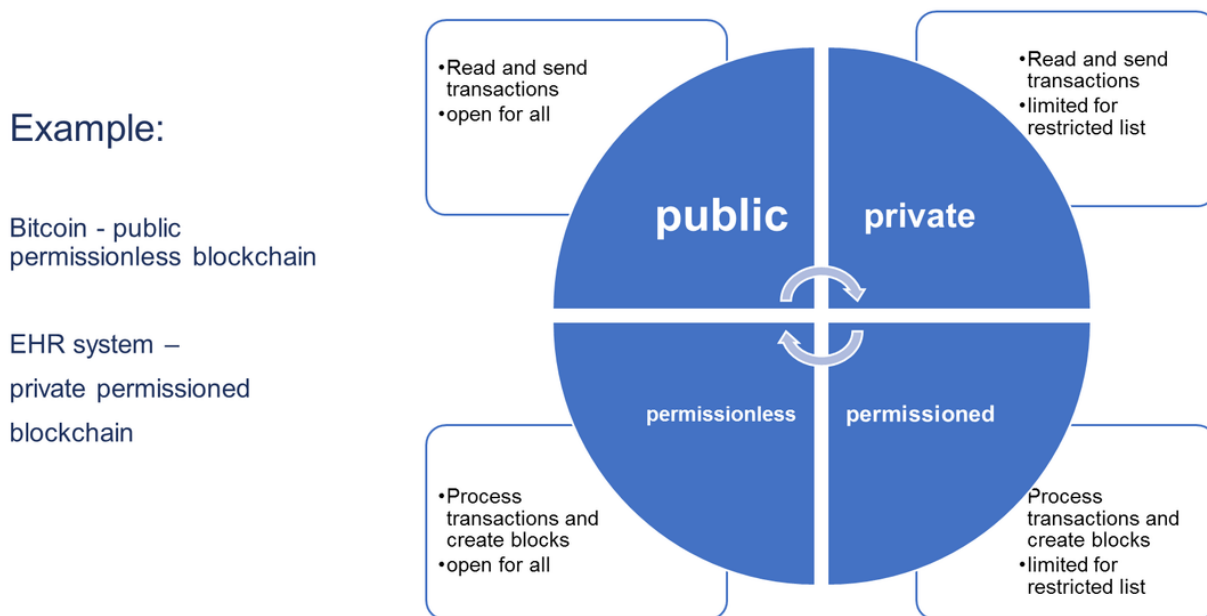 Example:
Bitcoin - public
permissionless blockchain
EHR system –
private permissioned
blockchain
•Read and send
transactions
•open for all
•Read and send
transactions
•limited for
restricted list
public
private
permissionless
permissioned
•Process
transactions and
create blocks
•open for all
•Process
transactions and
create blocks
•limited for
restricted list